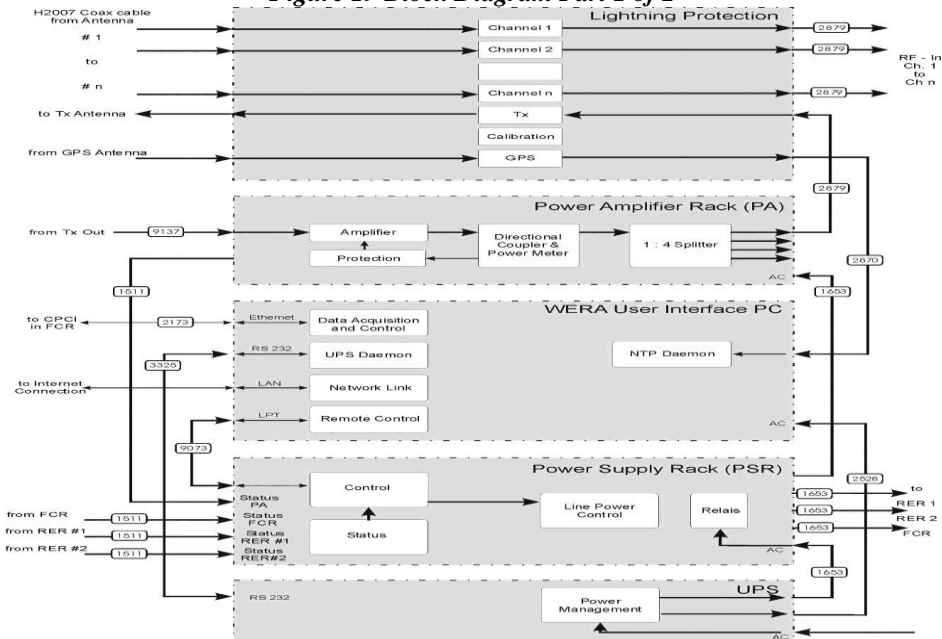 H2007 Coax cable
from Antenna
# 1
to
# n
to Tx Antenna
from GPS Antenna
Lightning Protection
Channel 1
Channel 2
Channel n
Tx
Calibration
GPS
2879
2879
2879
RF - In
Ch. 1
to
Ch n
2879
Power Amplifier Rack (PA)
from Tx Out
9137
Amplifier
Protection
Directional
Coupler &
Power Meter
1 : 4 Splitter
AC
2870
1511
1653
WERA User Interface PC
to CPCI
in FCR
2173
Ethernet
Data Acquisition
and Control
3325
RS 232
UPS Daemon
NTP Daemon
to Internet
Connection
LAN
Network Link
LPT
Remote Control
AC
9073
2528
Power Supply Rack (PSR)
Control
Status
PA
Status
FCR
Status
RER #1
Status
RER#2
Status
Line Power
Control
Relais
AC
from FCR
1511
from RER #1
1511
from RER #2
1511
1653
1653
1653
to
RER 1
RER 2
FCR
1653
UPS
RS 232
Power
Management
AC